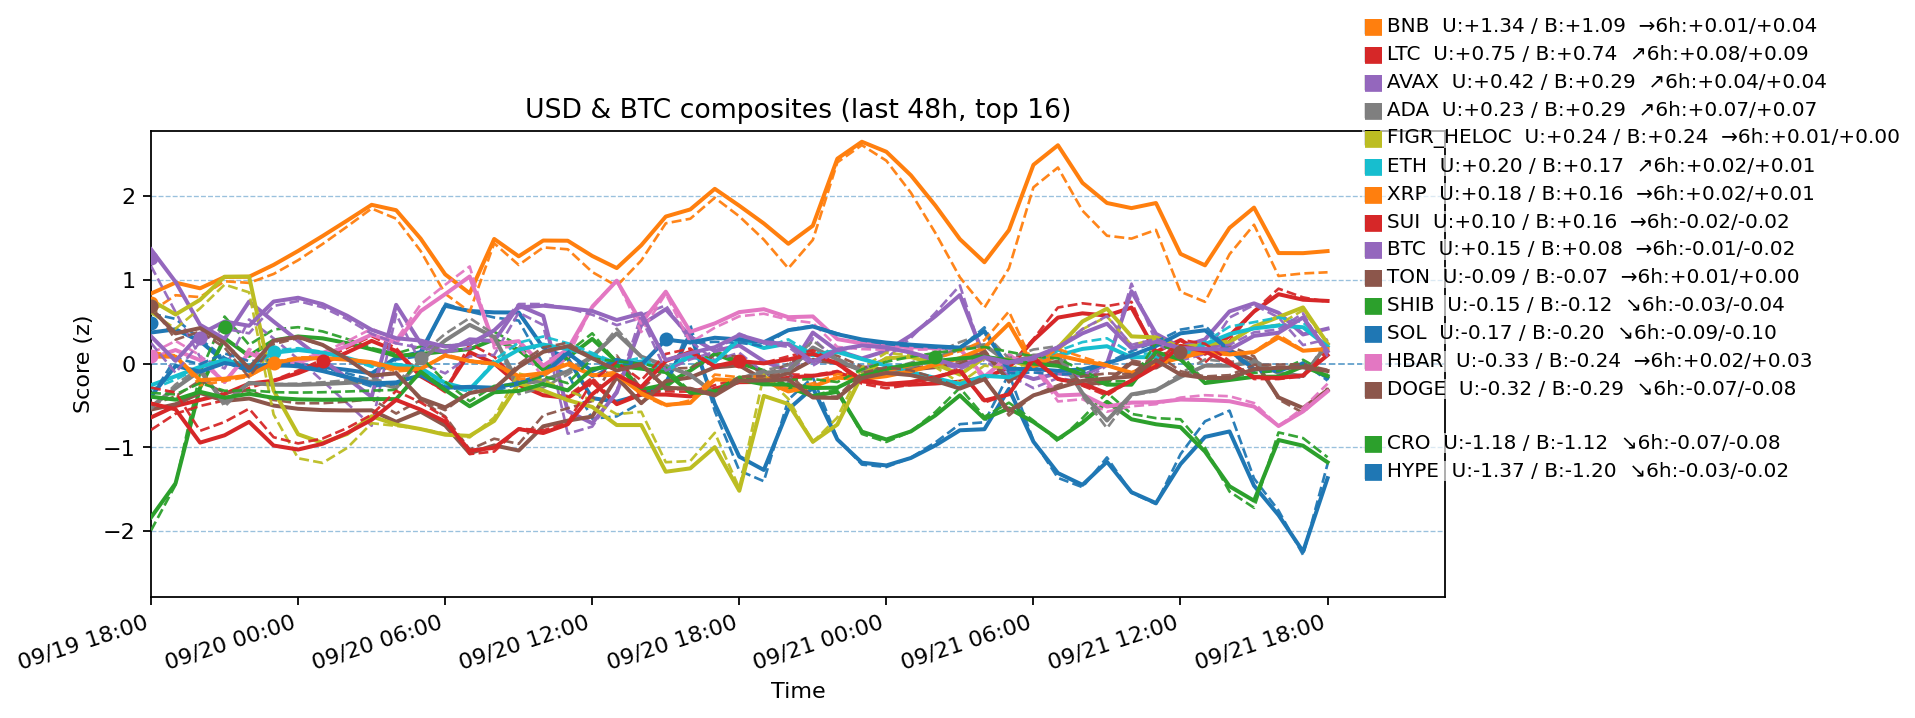 BNB  U:+1.34 / B:+1.09  →6h:+0.01/+0.04
LTC  U:+0.75 / B:+0.74  ↗6h:+0.08/+0.09
AVAX  U:+0.42 / B:+0.29  ↗6h:+0.04/+0.04
ADA  U:+0.23 / B:+0.29  ↗6h:+0.07/+0.07
FIGR_HELOC  U:+0.24 / B:+0.24  →6h:+0.01/+0.00
ETH  U:+0.20 / B:+0.17  ↗6h:+0.02/+0.01
XRP  U:+0.18 / B:+0.16  →6h:+0.02/+0.01
SUI  U:+0.10 / B:+0.16  →6h:-0.02/-0.02
BTC  U:+0.15 / B:+0.08  →6h:-0.01/-0.02
TON  U:-0.09 / B:-0.07  →6h:+0.01/+0.00
SHIB  U:-0.15 / B:-0.12  ↘6h:-0.03/-0.04
SOL  U:-0.17 / B:-0.20  ↘6h:-0.09/-0.10
HBAR  U:-0.33 / B:-0.24  →6h:+0.02/+0.03
DOGE  U:-0.32 / B:-0.29  ↘6h:-0.07/-0.08
CRO  U:-1.18 / B:-1.12  ↘6h:-0.07/-0.08
HYPE  U:-1.37 / B:-1.20  ↘6h:-0.03/-0.02
USD & BTC composites (last 48h, top 16)
Score (z)
2
1
0
−1
−2
09/19 18:00
09/20 00:00
09/20 06:00
09/20 12:00
09/20 18:00
09/21 00:00
09/21 06:00
09/21 12:00
09/21 18:00
Time